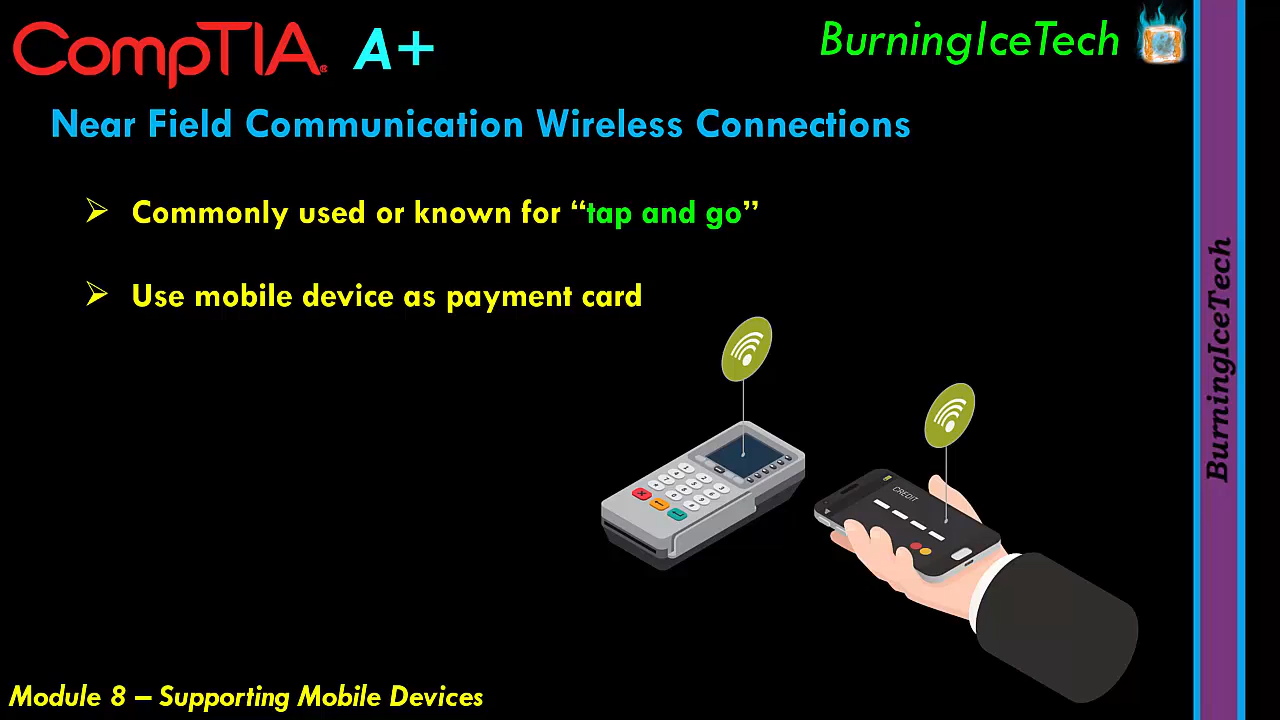 CompTIA® A+
BurningIceTech
Near Field Communication Wireless Connections
➢ Commonly used or known for “tap and go”
➢ Use mobile device as payment card
CREDIT
BurningIceTech
Module 8 – Supporting Mobile Devices